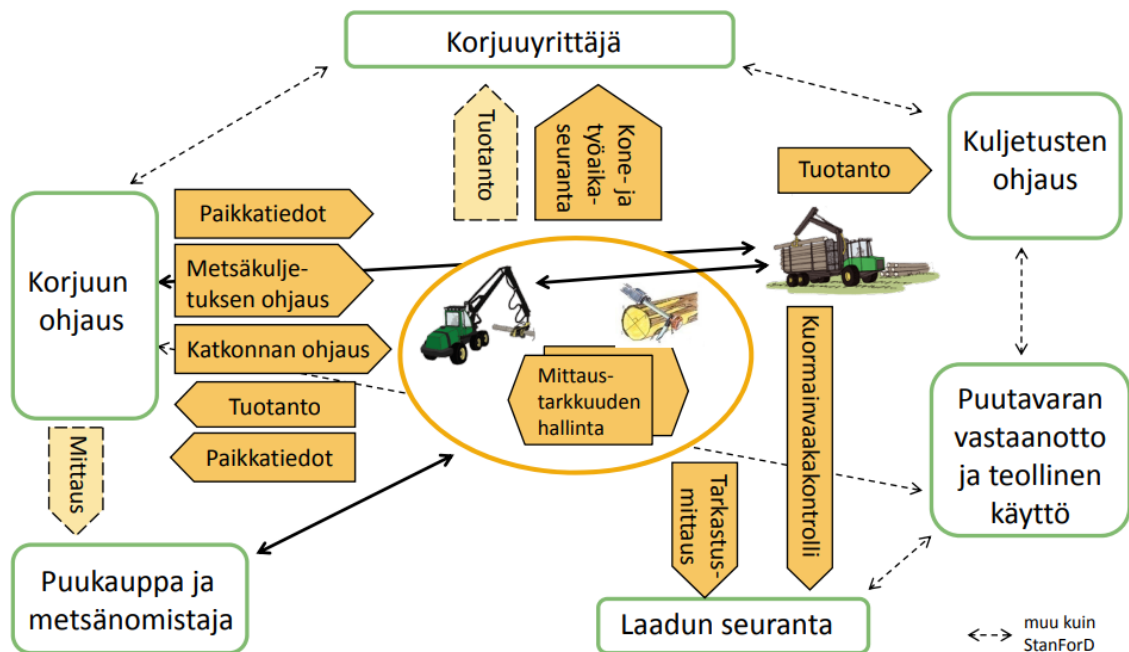 Korjuuyrittäjä
Tuotanto
Kone- ja
työaika-
seuranta
Tuotanto
Kuljetusten
ohjaus
Korjuun
ohjaus
Paikkatiedot
Metsäkulje-
tuksen ohjaus
Katkonnan ohjaus
Tuotanto
Paikkatiedot
Mittaus-
tarkkuuden
hallinta
Kuormainvaakakontrolli
Tarkastus-
mittaus
Puutavaran
vastaanotto
ja teollinen
käyttö
Mittaus
Puukauppa ja
metsänomistaja
Laadun seuranta
muu kuin
StanForD